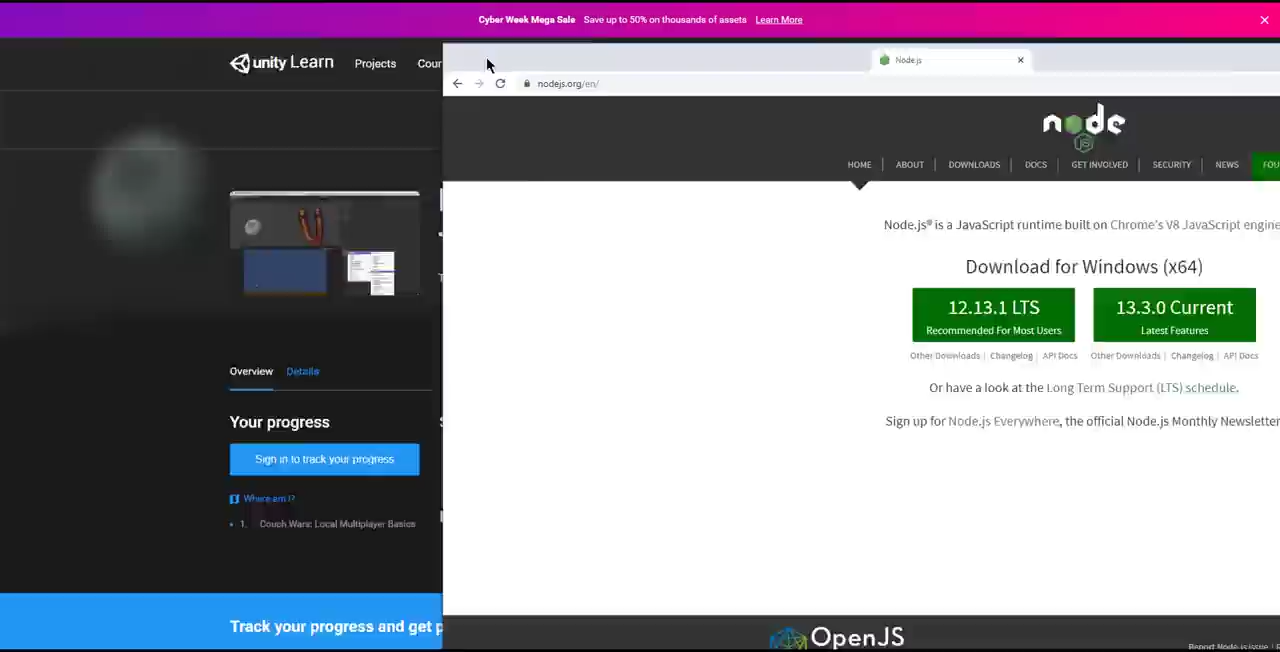 Cyber Week Mega Sale Save up to 50% on thousands of assets Learn More
unity Learn Projects Cour
Node.js
nodejs.org/en/
node
HOME ABOUT DOWNLOADS DOCS GET INVOLVED SECURITY NEWS FOU
Node.js® is a JavaScript runtime built on Chrome's V8 JavaScript engine
Download for Windows (x64)
12.13.1 LTS
Recommended For Most Users
13.3.0 Current
Latest Features
Other Downloads | Changelog | API Docs
Other Downloads | Changelog | API Docs
Or have a look at the Long Term Support (LTS) schedule.
Sign up for Node.js Everywhere, the official Node.js Monthly Newsletter
Overview Details
Your progress
Sign in to track your progress
Where am I?
1. Couch Wars: Local Multiplayer Basics
Track your progress and get p
OpenJS
Report Node.js issue |